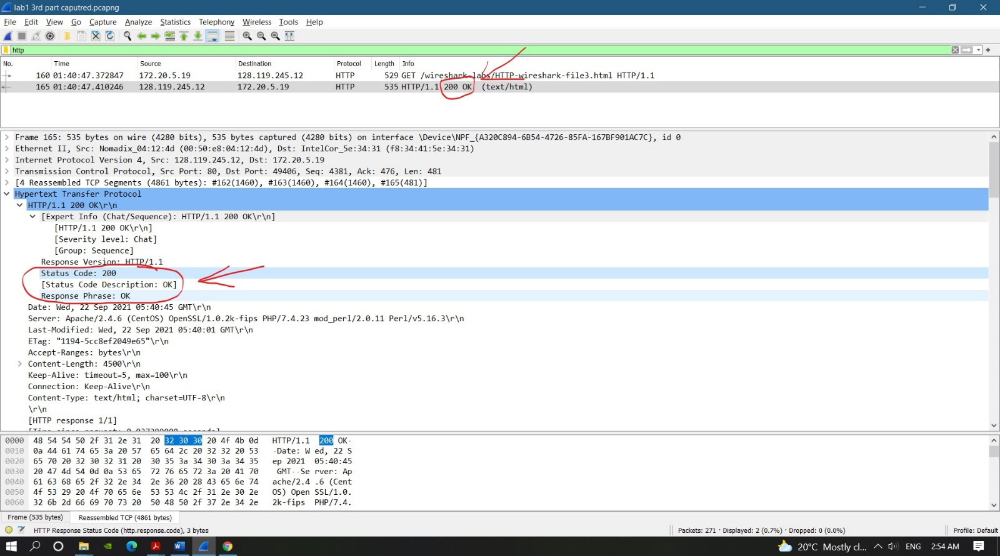 lab1 3rd part caputred.pcapng
File Edit View Go Capture Analyze Statistics Telephony Wireless Tools Help
http
No. Time Source Destination Protocol Length Info
160 01:40:47.372847 172.20.5.19 128.119.245.12 HTTP 529 GET /wireshark-labs/HTTP-wireshark-file3.html HTTP/1.1
165 01:40:47.410246 128.119.245.12 172.20.5.19 HTTP 535 HTTP/1.1 200 OK (text/html)
Frame 165: 535 bytes on wire (4280 bits), 535 bytes captured (4280 bits) on interface \Device\NPF_{A320C894-6B54-4726-85FA-167BF901AC7C}, id 0
Ethernet II, Src: Nomadix_04:12:4d (00:50:e8:04:12:4d), Dst: IntelCor_5e:34:31 (f8:34:41:5e:34:31)
Internet Protocol Version 4, Src: 128.119.245.12, Dst: 172.20.5.19
Transmission Control Protocol, Src Port: 80, Dst Port: 49406, Seq: 4381, Ack: 476, Len: 481
[4 Reassembled TCP Segments (4861 bytes): #162(1460), #163(1460), #164(1460), #165(481)]
Hypertext Transfer Protocol
HTTP/1.1 200 OK\r\n
[Expert Info (Chat/Sequence): HTTP/1.1 200 OK\r\n]
[HTTP/1.1 200 OK\r\n]
[Severity level: Chat]
[Group: Sequence]
Response Version: HTTP/1.1
Status Code: 200
[Status Code Description: OK]
Response Phrase: OK
Date: Wed, 22 Sep 2021 05:40:45 GMT\r\n
Server: Apache/2.4.6 (CentOS) OpenSSL/1.0.2k-fips PHP/7.4.23 mod_perl/2.0.11 Perl/v5.16.3\r\n
Last-Modified: Wed, 22 Sep 2021 05:40:01 GMT\r\n
ETag: "1194-5cc8ef2049e65"\r\n
Accept-Ranges: bytes\r\n
Content-Length: 4500\r\n
Keep-Alive: timeout=5, max=100\r\n
Connection: Keep-Alive\r\n
Content-Type: text/html; charset=UTF-8\r\n
\r\n
[HTTP response 1/1]
0000 48 54 54 50 2f 31 2e 31 20 32 30 30 20 4f 4b 0d HTTP/1.1 200 OK·
0010 0a 44 61 74 65 3a 20 57 65 64 2c 20 32 32 20 53 ·Date: W ed, 22 S
0020 65 70 20 32 30 32 31 20 30 35 3a 34 30 3a 34 35 ep 2021 05:40:45
0030 20 47 4d 54 0d 0a 53 65 72 76 65 72 3a 20 41 70 GMT··Se rver: Ap
0040 61 63 68 65 2f 32 2e 34 2e 36 20 28 43 65 6e 74 ache/2.4 .6 (Cent
0050 4f 53 29 20 4f 70 65 6e 53 53 4c 2f 31 2e 30 2e OS) Open SSL/1.0.
0060 32 6b 2d 66 69 70 73 20 50 48 50 2f 37 2e 34 2e 2k-fips PHP/7.4.
Frame (535 bytes) Reassembled TCP (4861 bytes)
HTTP Response Status Code (http.response.code), 3 bytes Packets: 271 · Displayed: 2 (0.7%) · Dropped: 0 (0.0%) Profile: Default
20°C Mostly cl... ENG 2:54 AM